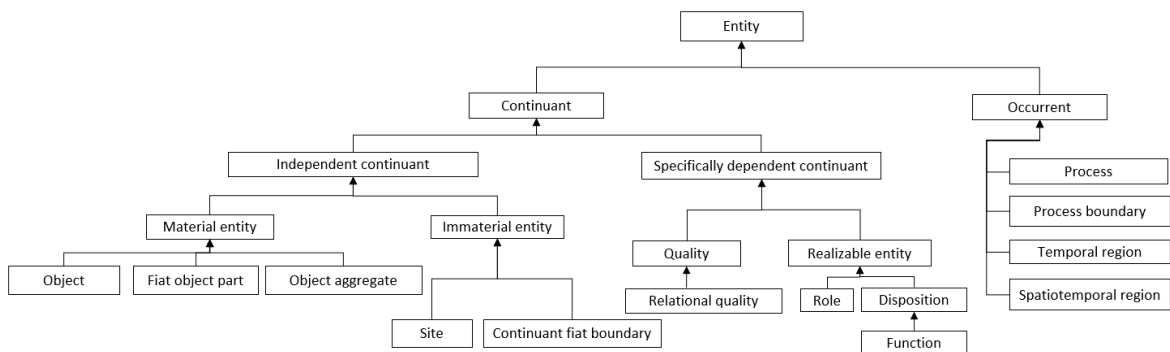 Entity
Continuant
Occurrent
Independent continuant
Specifically dependent continuant
Process
Material entity
Immaterial entity
Process boundary
Quality
Realizable entity
Temporal region
Object
Fiat object part
Object aggregate
Relational quality
Role
Disposition
Spatiotemporal region
Site
Continuant fiat boundary
Function